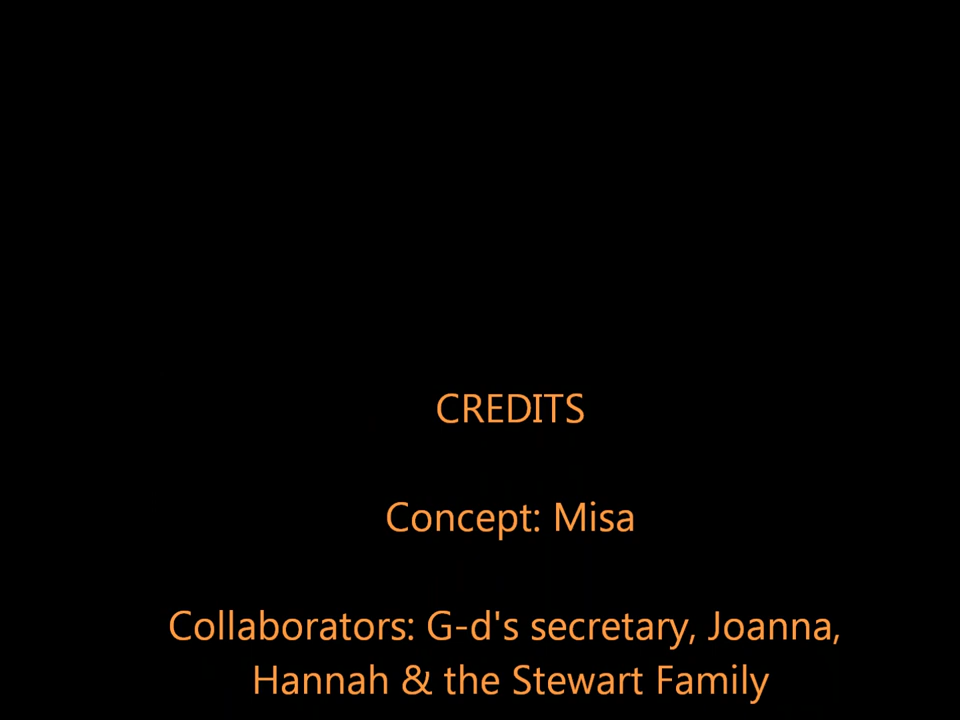 CREDITS
Concept: Misa
Collaborators: G-d's secretary, Joanna,
Hannah & the Stewart Family